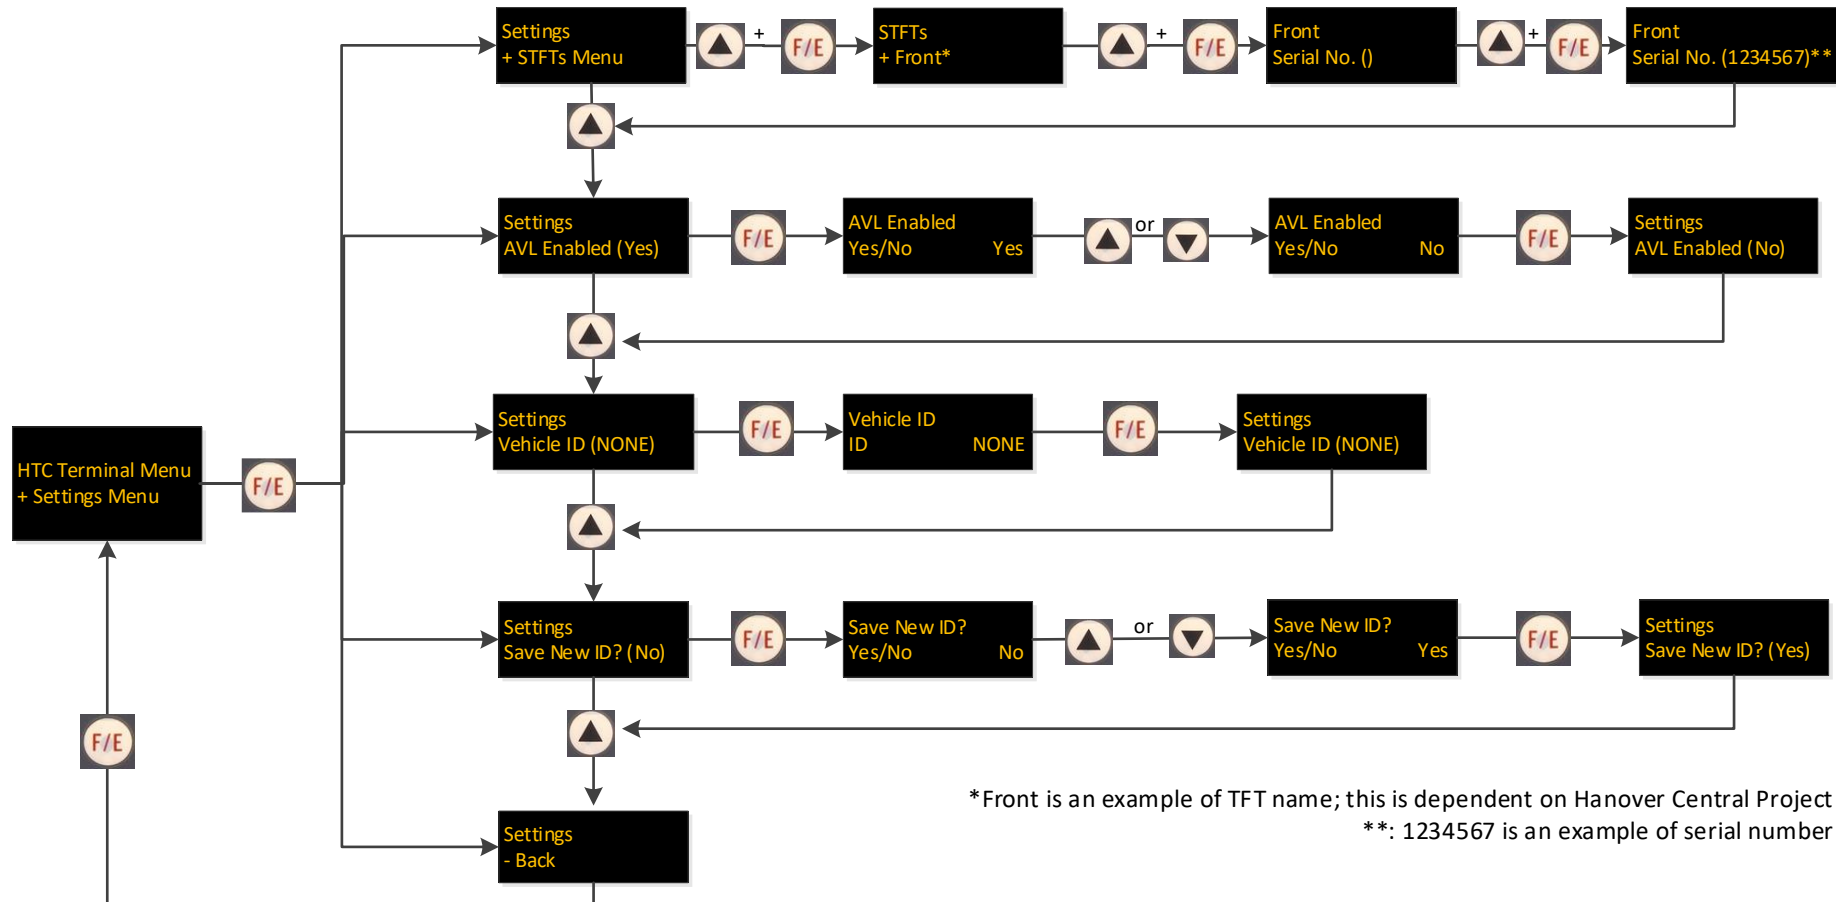 Settings
+ STFTs Menu
+
F/E
STFTs
+ Front*
+
F/E
Front
Serial No. ()
+
F/E
Front
Serial No. (1234567)**
Settings
AVL Enabled (Yes)
F/E
AVL Enabled
Yes/No Yes
or
AVL Enabled
Yes/No No
F/E
Settings
AVL Enabled (No)
HTC Terminal Menu
+ Settings Menu
F/E
Settings
Vehicle ID (NONE)
F/E
Vehicle ID
ID NONE
F/E
Settings
Vehicle ID (NONE)
Settings
Save New ID? (No)
F/E
Save New ID?
Yes/No No
or
Save New ID?
Yes/No Yes
F/E
Settings
Save New ID? (Yes)
F/E
Settings
- Back
*Front is an example of TFT name; this is dependent on Hanover Central Project
**: 1234567 is an example of serial number